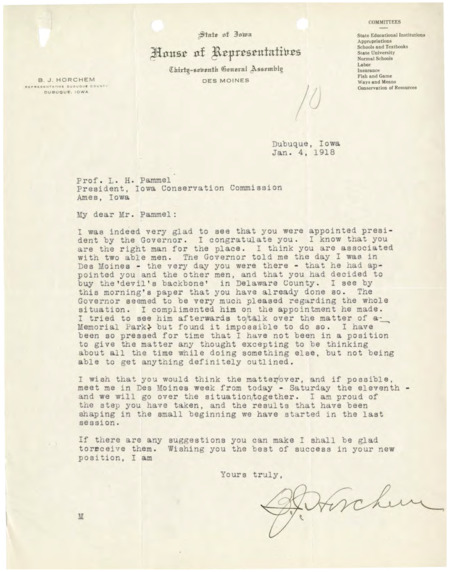 COMMITTEES
State Educational Institutions
Appropriations
Schools and Textbooks
State University
Normal Schools
Labor
Insurance
Fish and Game
Ways and Means
Conservation of Resources
State of Iowa
House of Representatives
Thirty-seventh General Assembly
DES MOINES
B. J. HORCHEM
REPRESENTATIVE DUBUQUE COUNTY
DUBUQUE, IOWA
10
Dubuque, Iowa
Jan. 4, 1918
Prof. L. H. Pammel
President, Iowa Conservation Commission
Ames, Iowa
My dear Mr. Pammel:
I was indeed very glad to see that you were appointed presi-
dent by the Governor. I congratulate you. I know that you
are the right man for the place. I think you are associated
with two able men. The Governor told me the day I was in
Des Moines - the very day you were there - that he had ap-
pointed you and the other men, and that you had decided to
buy the 'devil's backbone' in Delaware County. I see by
this morning's paper that you have already done so. The
Governor seemed to be very much pleased regarding the whole
situation. I complimented him on the appointment he made.
I tried to see him afterwards to talk over the matter of a
Memorial Park, but found it impossible to do so. I have
been so pressed for time that I have not been in a position
to give the matter any thought excepting to be thinking
about all the time while doing something else, but not being
able to get anything definitely outlined.
I wish that you would think the matter over, and if possible,
meet me in Des Moines week from today - Saturday the eleventh -
and we will go over the situation together. I am proud of
the step you have taken, and the results that have been
shaping in the small beginning we have started in the last
session.
If there are any suggestions you can make I shall be glad
toreceive them. Wishing you the best of success in your new
position, I am
Yours truly,
B.J. Horchem
M